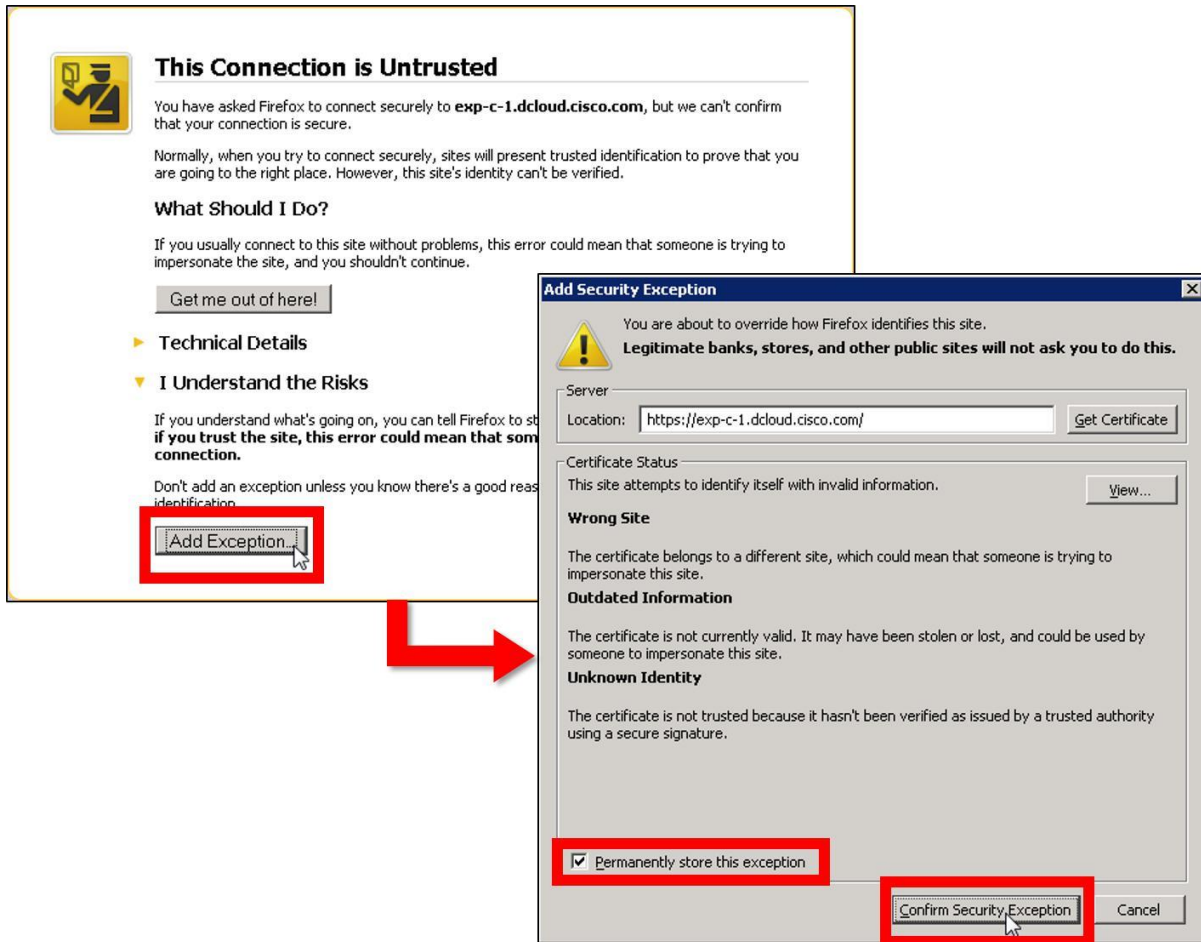 This Connection is Untrusted
You have asked Firefox to connect securely to exp-c-1.dcloud.cisco.com, but we can't confirm
that your connection is secure.
Normally, when you try to connect securely, sites will present trusted identification to prove that you
are going to the right place. However, this site's identity can't be verified.
What Should I Do?
If you usually connect to this site without problems, this error could mean that someone is trying to
impersonate the site, and you shouldn't continue.
Get me out of here!
Technical Details
I Understand the Risks
If you understand what's going on, you can tell Firefox to
if you trust the site, this error could mean that
connection.
Don't add an exception unless you know there's a good
identification
Add Exception...
Add Security Exception
You are about to override how Firefox identifies this site.
Legitimate banks, stores, and other public sites will not ask you to do this.
Server
Location: https://exp-c-1.dcloud.cisco.com/ Get Certificate
Certificate Status
This site attempts to identify itself with invalid information.
View...
Wrong Site
The certificate belongs to a different site, which could mean that someone is trying to
impersonate this site.
Outdated Information
The certificate is not currently valid. It may have been stolen or lost, and could be used by
someone to impersonate this site.
Unknown Identity
The certificate is not trusted because it hasn't been verified as issued by a trusted authority
using a secure signature.
Permanently store this exception
Confirm Security Exception Cancel